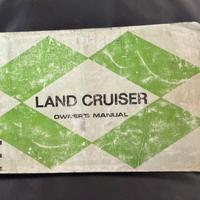 LAND CRUISER
OWNER'S MANUAL